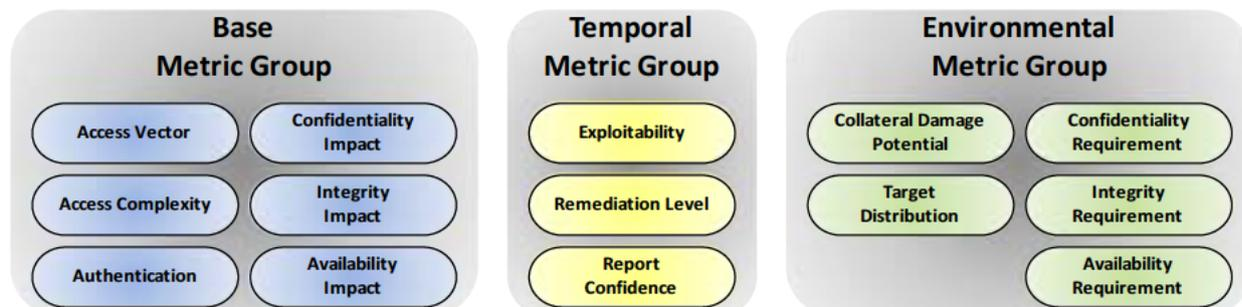 Base
Metric Group
Access Vector
Confidentiality
Impact
Access Complexity
Integrity
Impact
Authentication
Availability
Impact
Temporal
Metric Group
Exploitability
Remediation Level
Report
Confidence
Environmental
Metric Group
Collateral Damage
Potential
Confidentiality
Requirement
Target
Distribution
Integrity
Requirement
Availability
Requirement